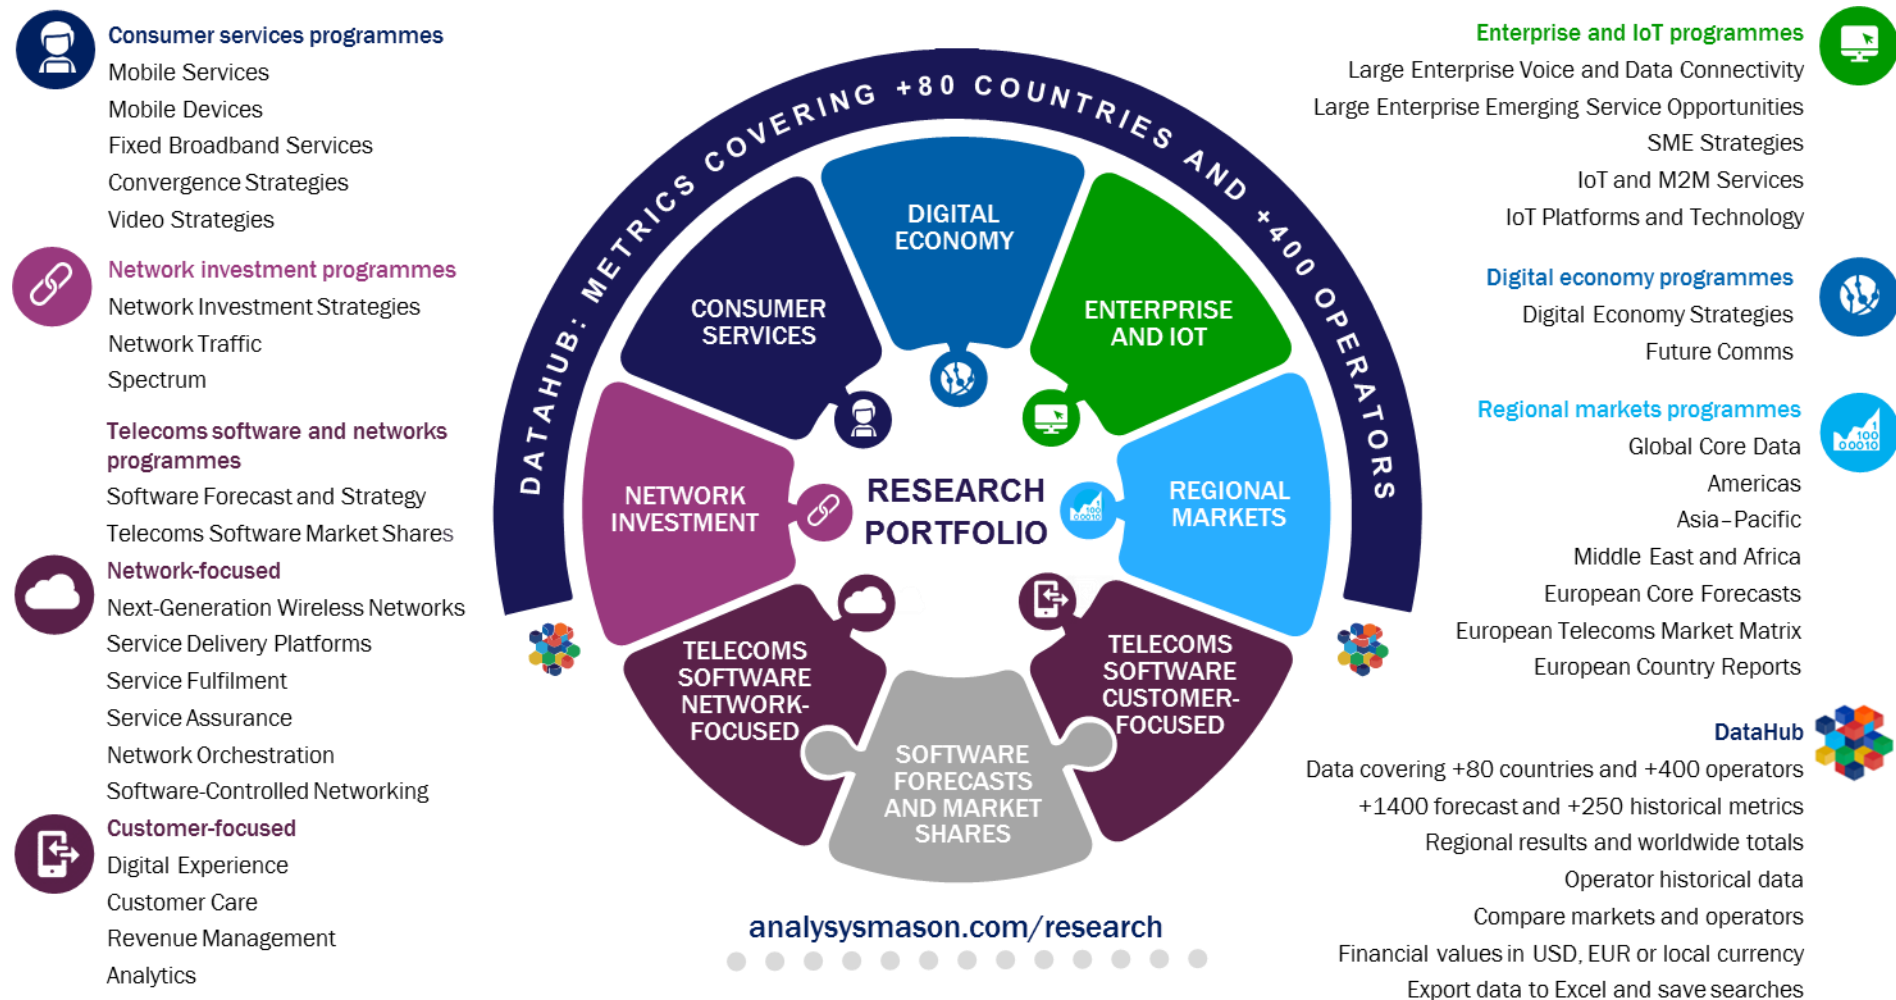 Consumer services programmes
Mobile Services
Mobile Devices
Fixed Broadband Services
Convergence Strategies
Video Strategies
Network investment programmes
Network Investment Strategies
Network Traffic
Spectrum
Telecoms software and networks
programmes
Software Forecast and Strategy
Telecoms Software Market Shares
Network-focused
Next-Generation Wireless Networks
Service Delivery Platforms
Service Fulfilment
Service Assurance
Network Orchestration
Software-Controlled Networking
Customer-focused
Digital Experience
Customer Care
Revenue Management
Analytics
DATAHUB: METRICS COVERING +80 COUNTRIES AND +400 OPERATORS
DIGITAL
ECONOMY
CONSUMER
SERVICES
ENTERPRISE
AND IOT
NETWORK
INVESTMENT
RESEARCH
PORTFOLIO
REGIONAL
MARKETS
TELECOMS
SOFTWARE
NETWORK-
FOCUSED
TELECOMS
SOFTWARE
CUSTOMER-
FOCUSED
SOFTWARE
FORECASTS
AND MARKET
SHARES
analysysmason.com/research
Enterprise and IoT programmes
Large Enterprise Voice and Data Connectivity
Large Enterprise Emerging Service Opportunities
SME Strategies
IoT and M2M Services
IoT Platforms and Technology
Digital economy programmes
Digital Economy Strategies
Future Comms
Regional markets programmes
Global Core Data
Americas
Asia–Pacific
Middle East and Africa
European Core Forecasts
European Telecoms Market Matrix
European Country Reports
1
100
00010
DataHub
Data covering +80 countries and +400 operators
+1400 forecast and +250 historical metrics
Regional results and worldwide totals
Operator historical data
Compare markets and operators
Financial values in USD, EUR or local currency
Export data to Excel and save searches